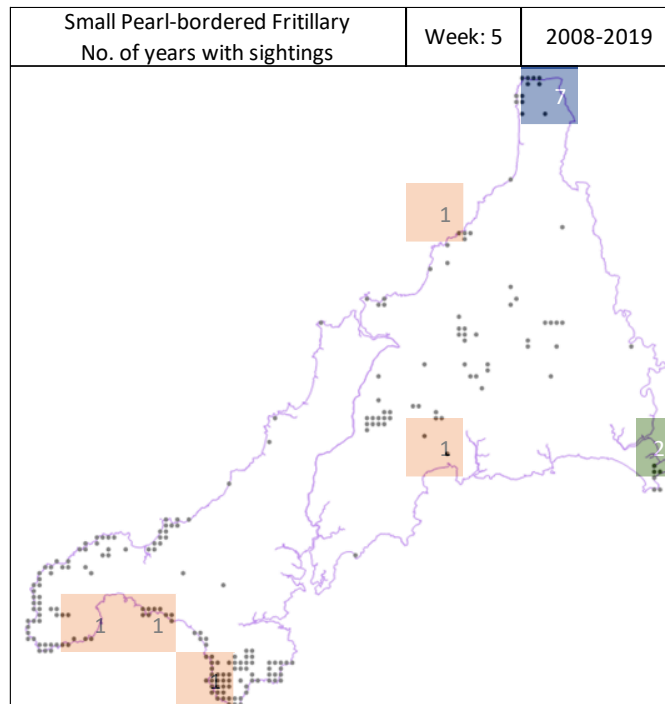 Small Pearl-bordered Fritillary
No. of years with sightings
Week: 5
2008-2019
7
1
1
2
1 1
1